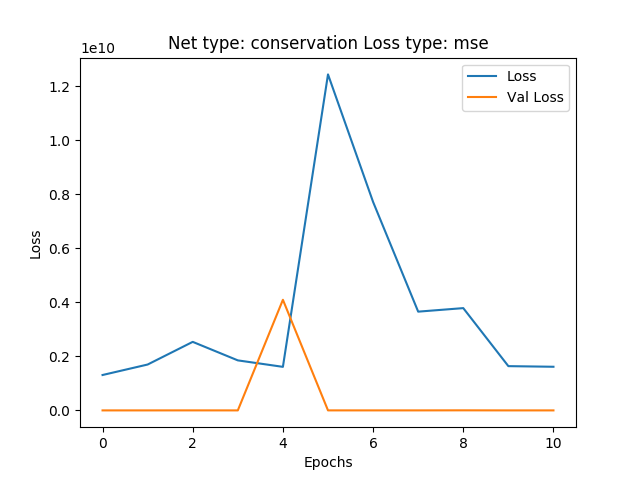 Net type: conservation Loss type: mse
1e10
Loss
Val Loss
1.2
1.0
0.8
0.6
0.4
0.2
0.0
Loss
0 2 4 6 8 10
Epochs